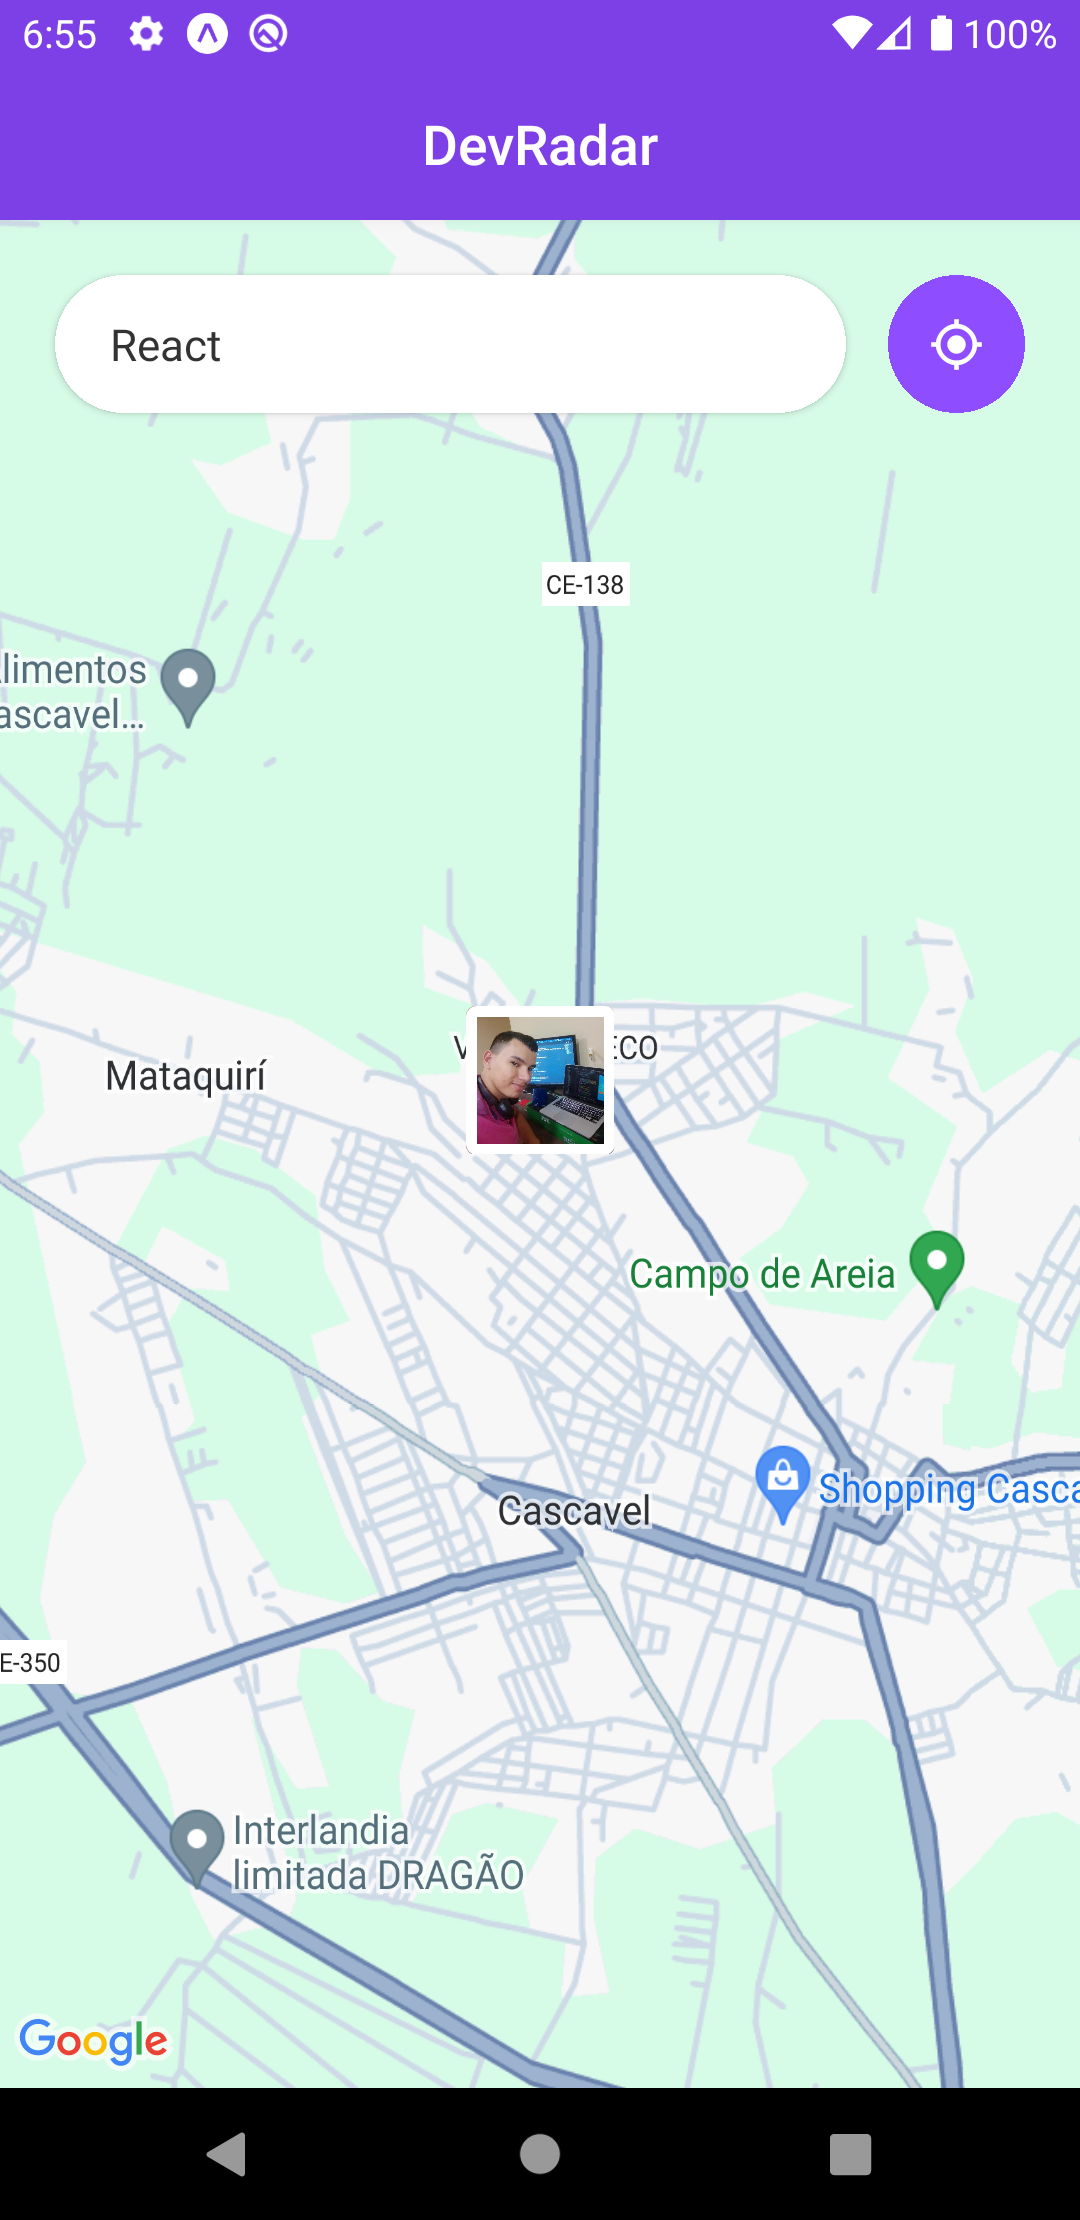 6:55
100%
DevRadar
React
CE-138
limentos
ascavel...
ECO
Mataquirí
Campo de Areia
Shopping Casca
Cascavel
E-350
Interlandia
limitada DRAGÃO
Google